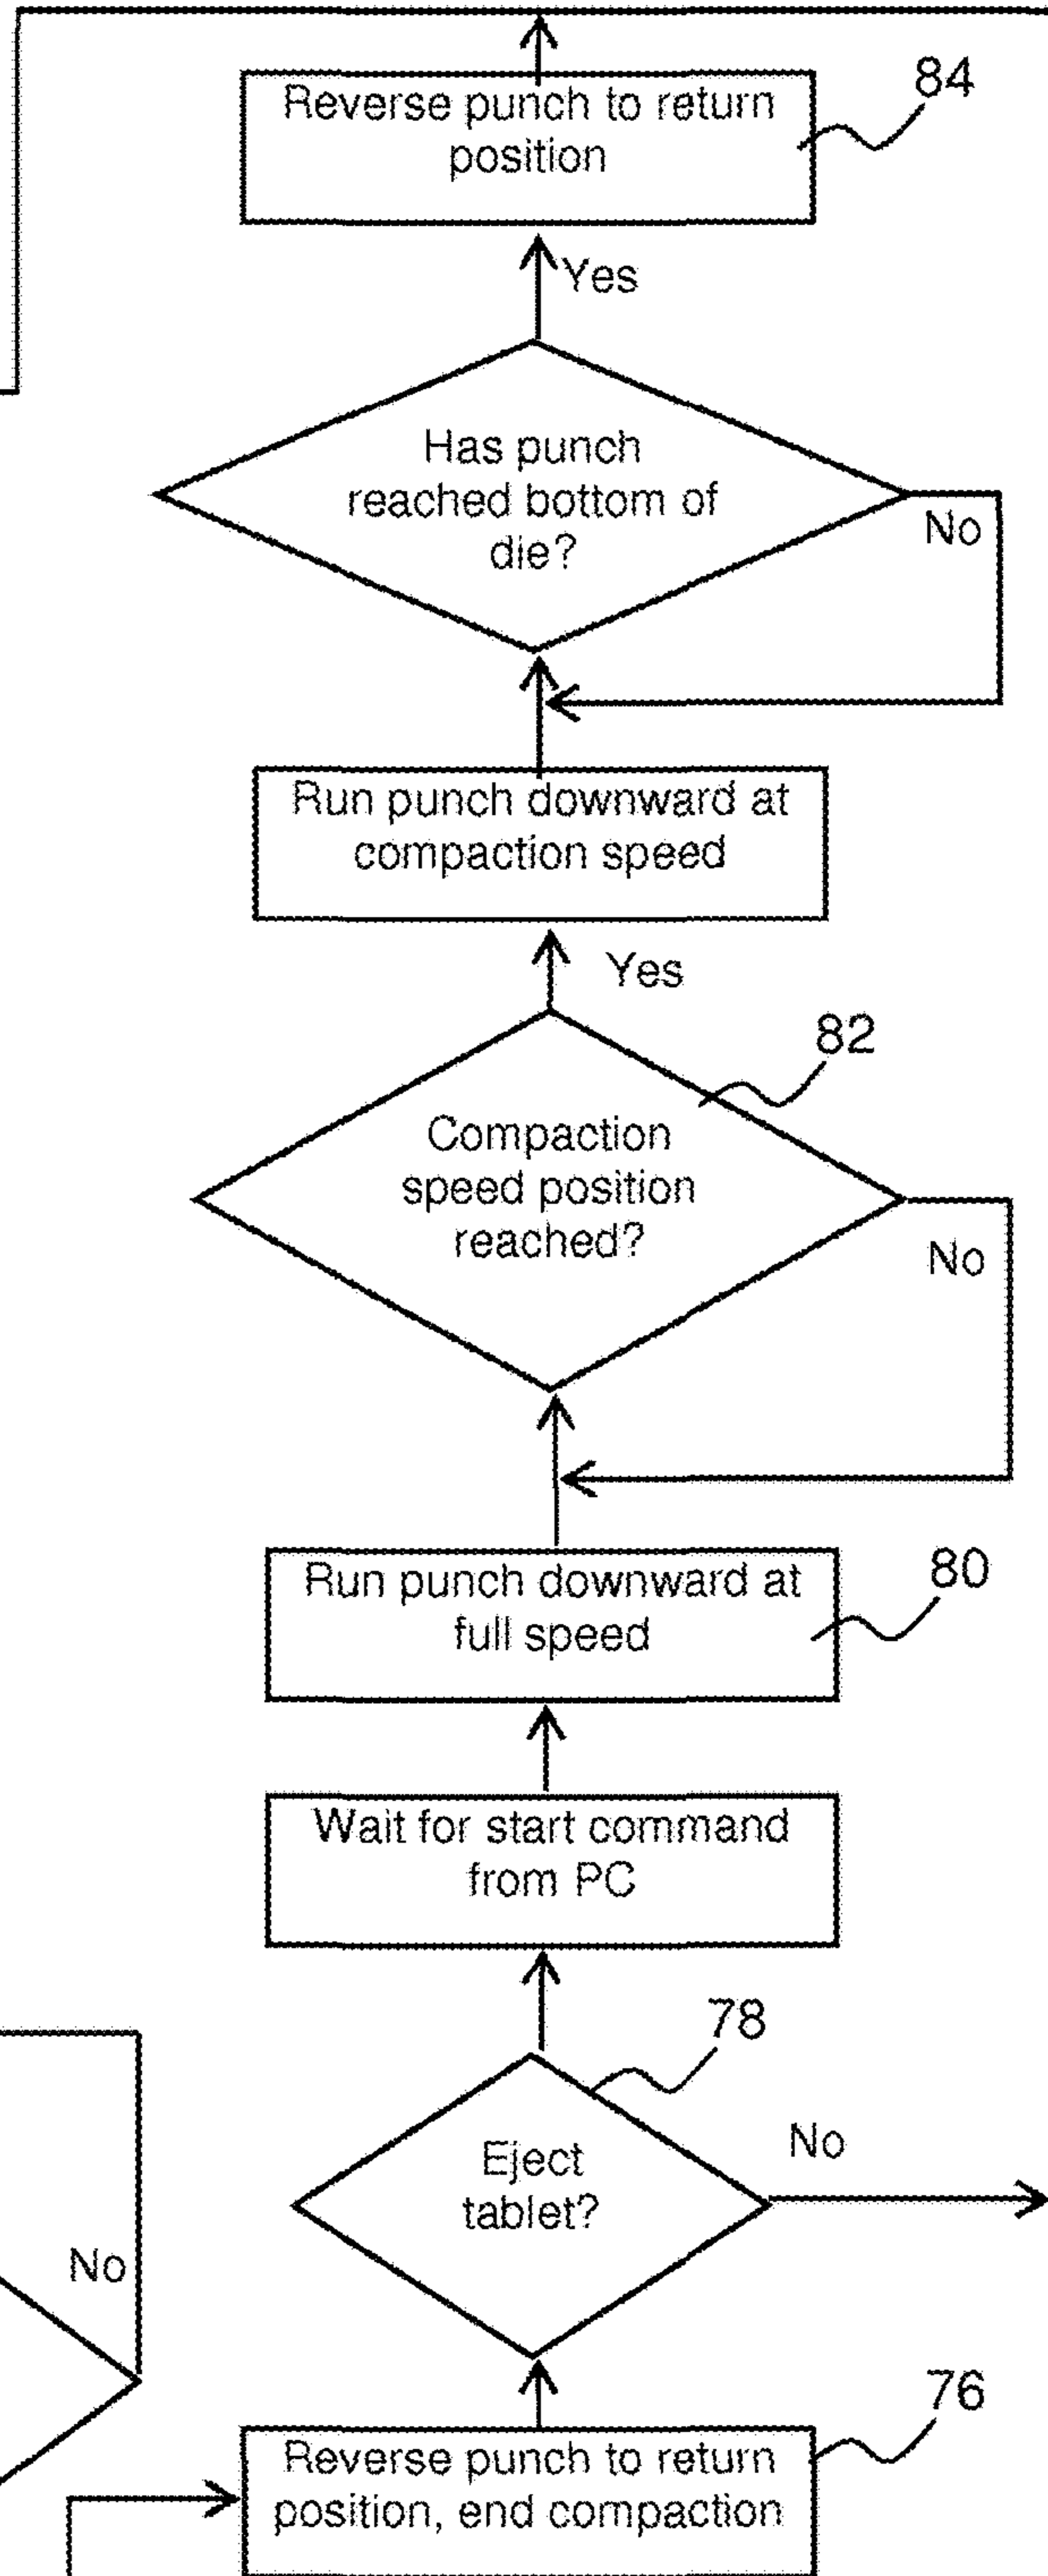 84
Reverse punch to return
position
Yes
Has punch
reached bottom of
die?
No
Run punch downward at
compaction speed
Yes
82
Compaction
speed position
reached?
No
80
Run punch downward at
full speed
Wait for start command
from PC
78
Eject
tablet?
No
No
76
Reverse punch to return
position, end compaction